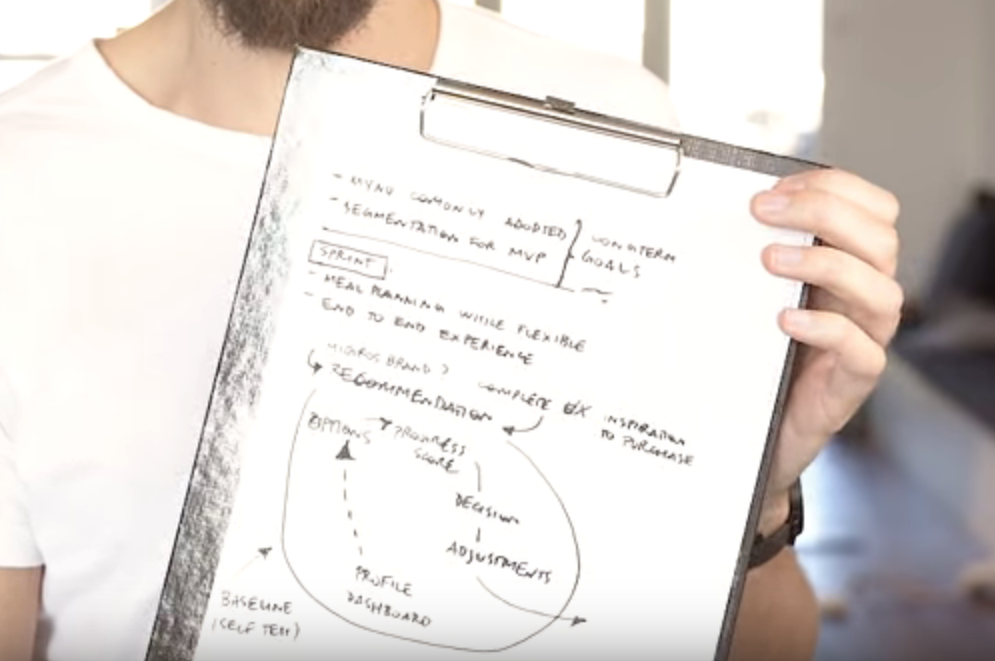 - MVNO COMONLY ADOPTED
- SEGMENTATION FOR MVP
LONGTERM
GOALS
SPRINT
- MEAL PLANNING WHILE FLEXIBLE
- END TO END EXPERIENCE
MIGROS BRAND?
RECOMMENDATION
COMPLETE
INSPIRATION
TO PURCHASE
OPTIONS
PROGRESS
SCORE
DECISION
ADJUSTMENTS
PROFILE
DASHBOARD
BASELINE
(SELF TEST)